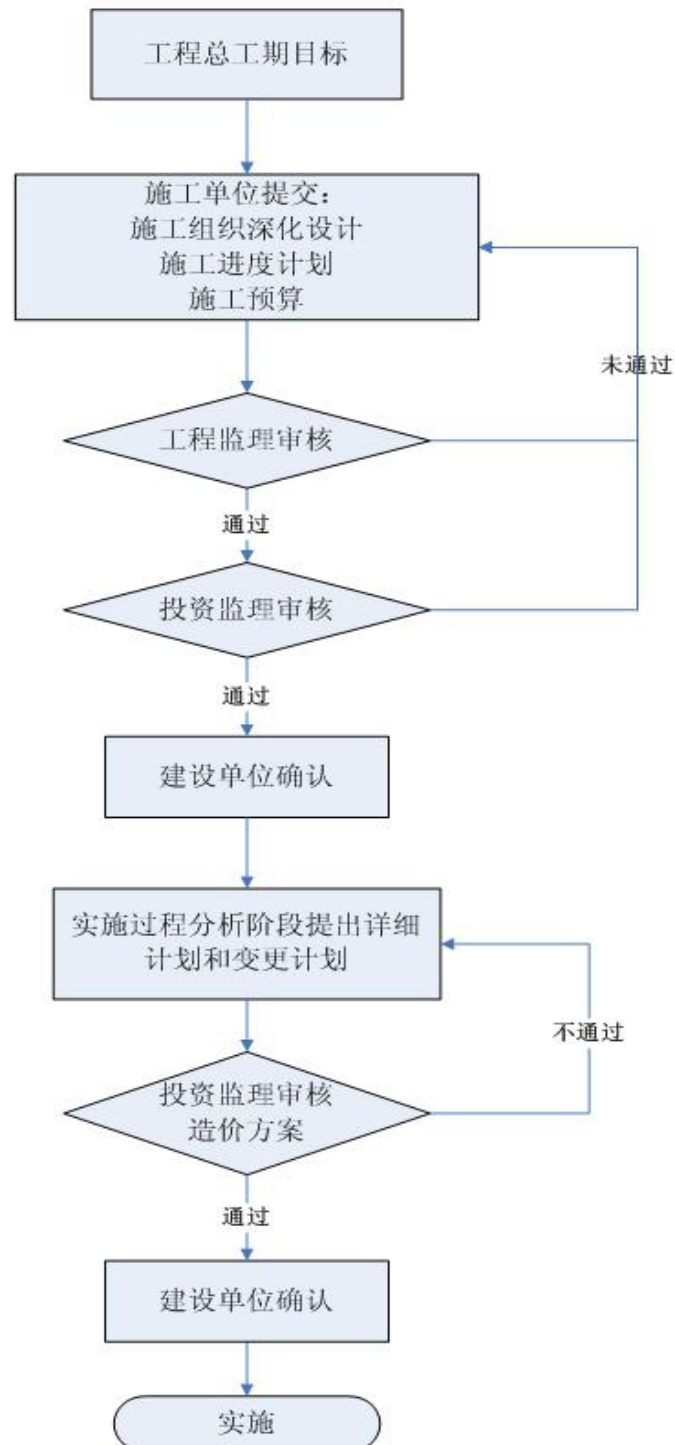 工程总工期目标
施工单位提交：
施工组织深化设计
施工进度计划
施工预算
未通过
工程监理审核
通过
投资监理审核
通过
建设单位确认
实施过程分析阶段提出详细
计划和变更计划
不通过
投资监理审核
造价方案
通过
建设单位确认
实施